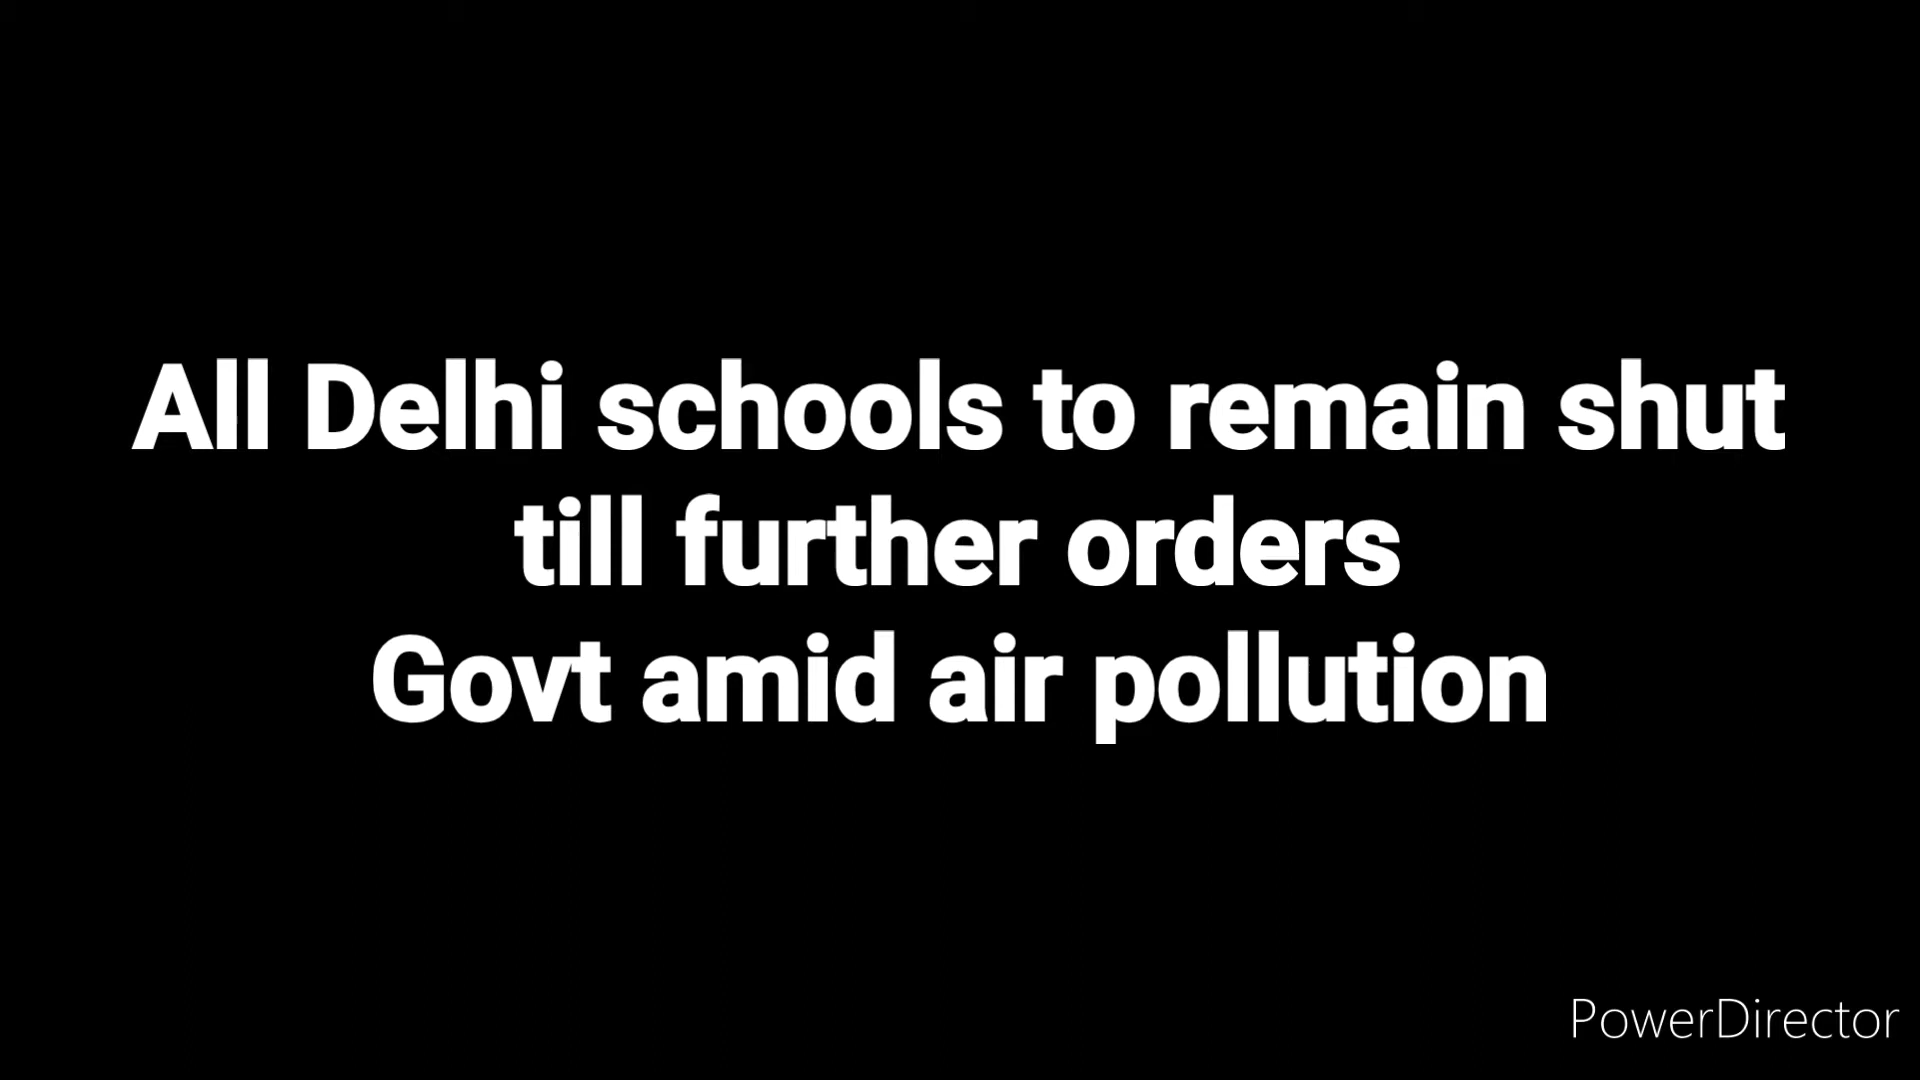 All Delhi schools to remain shut
till further orders
Govt amid air pollution
PowerDirector